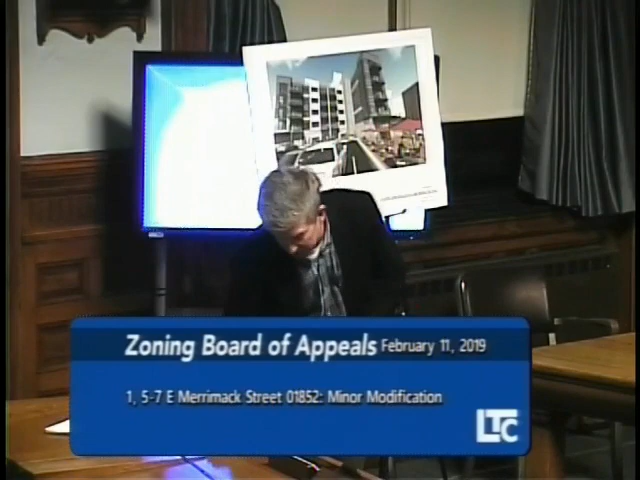 Zoning Board of Appeals February 11, 2019
1, 5-7 E Merrimack Street 01852: Minor Modification
LTC